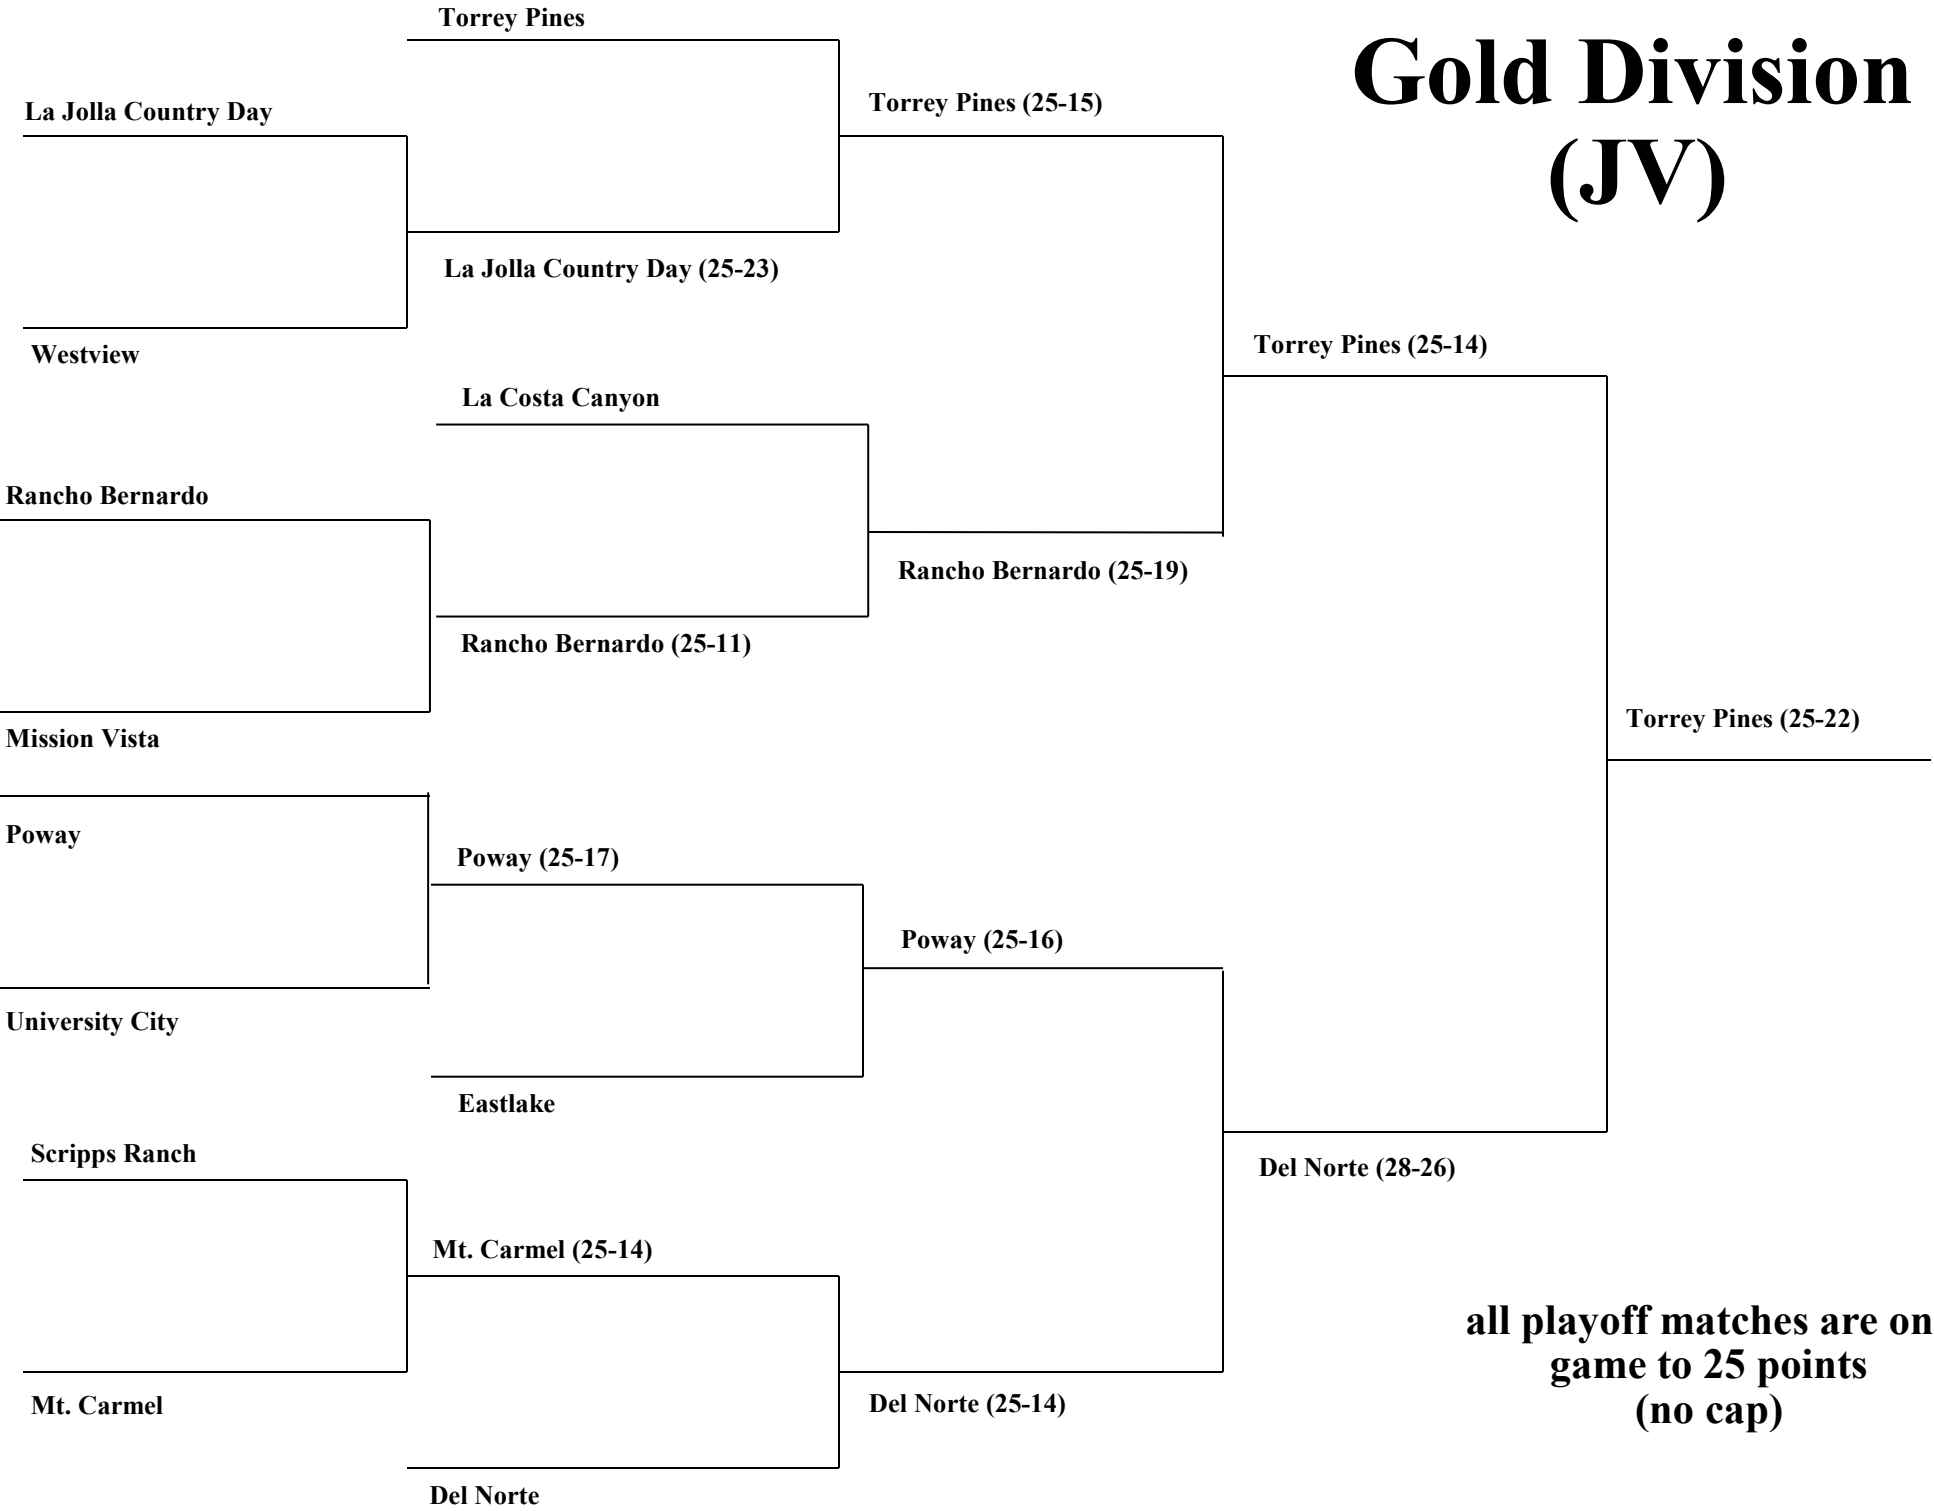 Torrey Pines
Gold Division
(JV)
La Jolla Country Day
Torrey Pines (25-15)
La Jolla Country Day (25-23)
Westview
Torrey Pines (25-14)
La Costa Canyon
Rancho Bernardo
Rancho Bernardo (25-19)
Rancho Bernardo (25-11)
Mission Vista
Torrey Pines (25-22)
Poway
Poway (25-17)
Poway (25-16)
University City
Eastlake
Scripps Ranch
Del Norte (28-26)
Mt. Carmel (25-14)
Mt. Carmel
Del Norte (25-14)
Del Norte
all playoff matches are on
game to 25 points
(no cap)